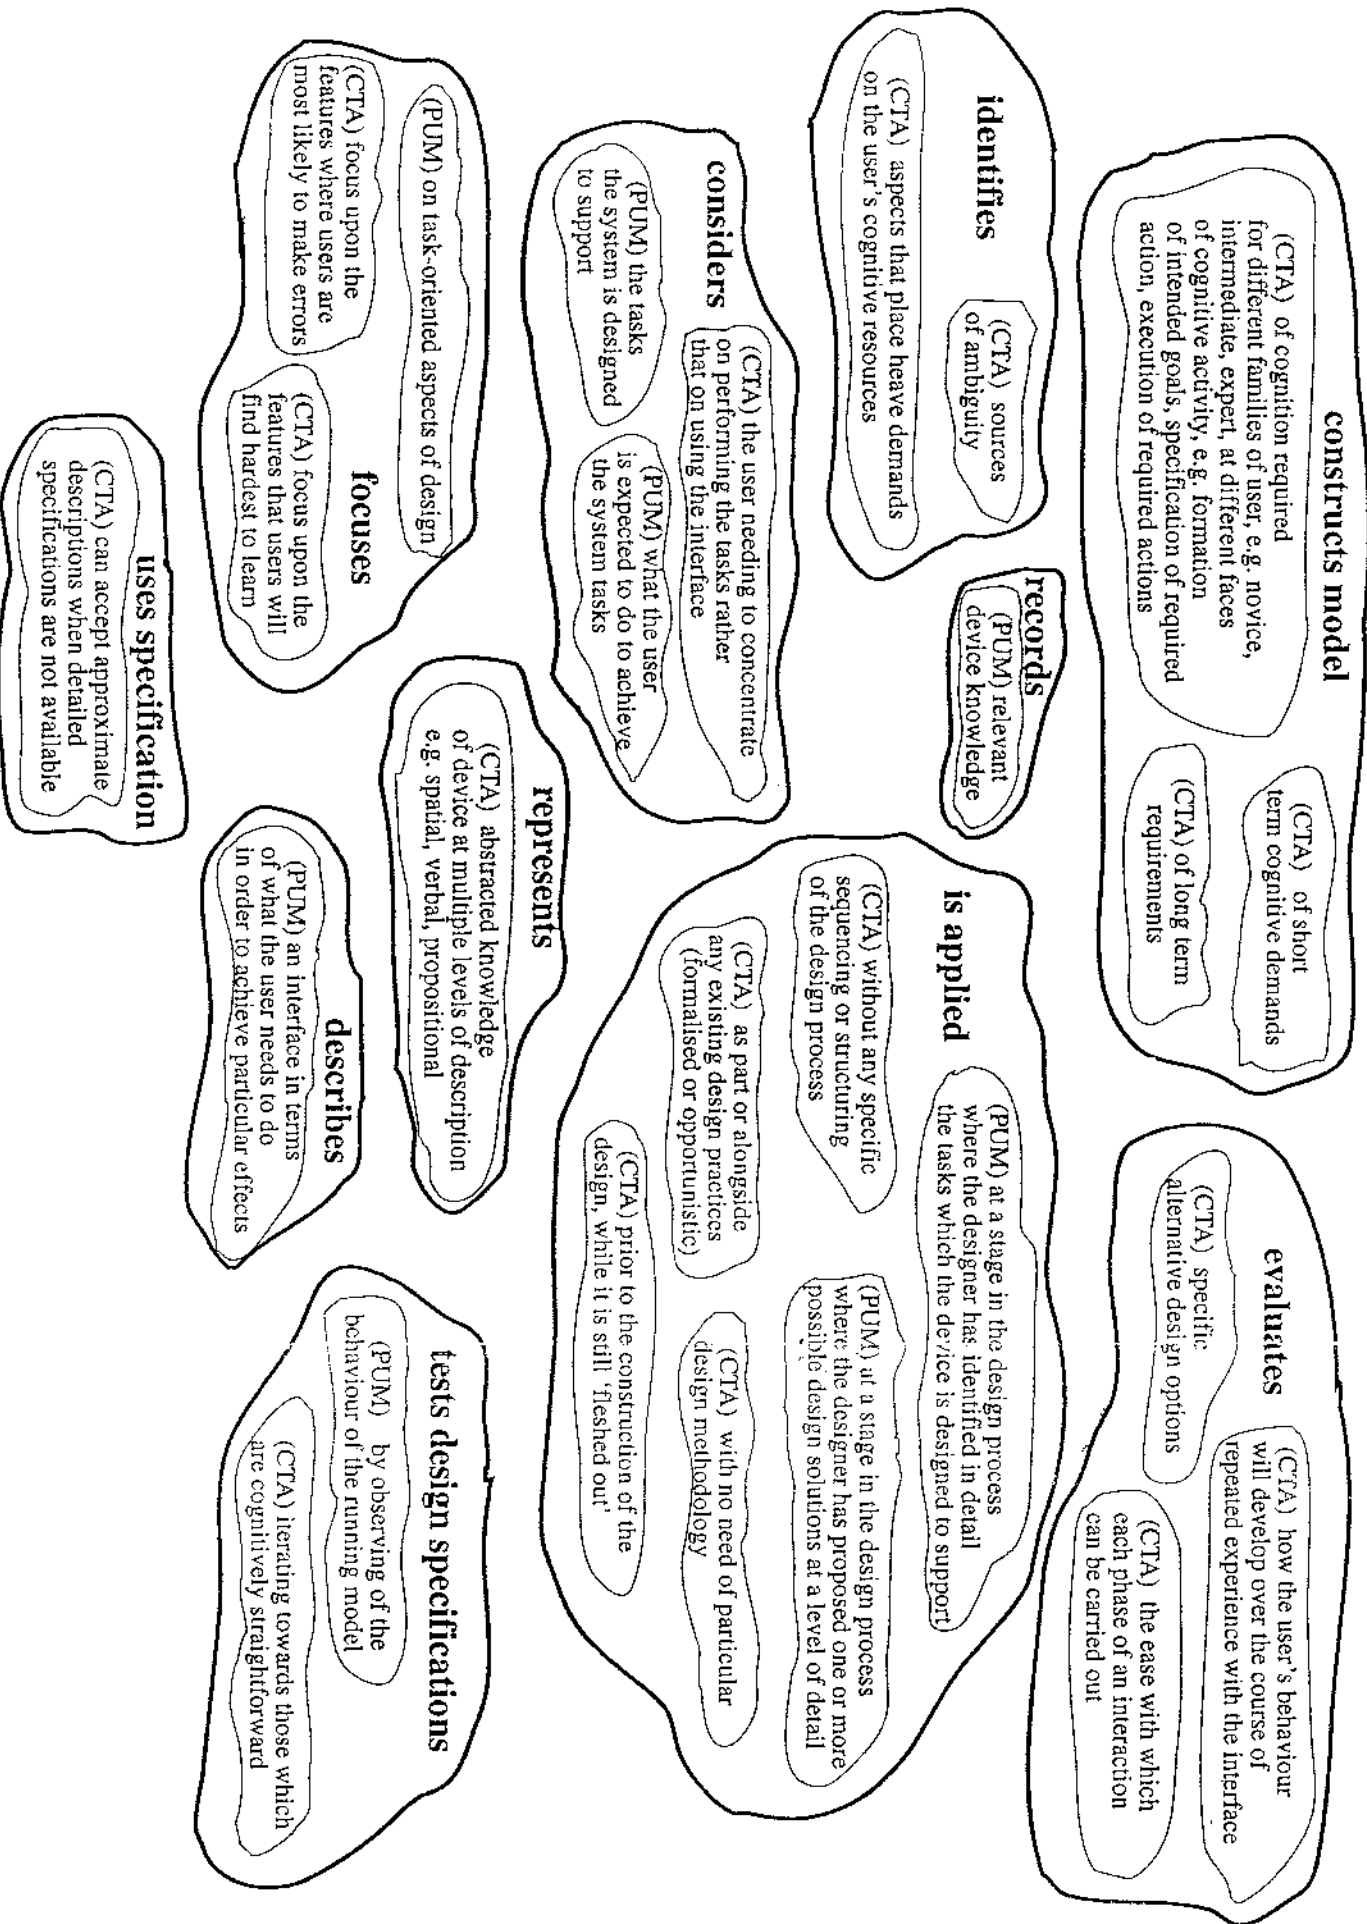 constructs model
(CTA) of cognition required
for different families of user, e.g. novice,
intermediate, expert, at different faces
of cognitive activity, e.g. formation
of intended goals, specification of required
action, execution of required actions
(CTA) of short
term cognitive demands
(CTA) of long term
requirements
evaluates
(CTA) how the user's behaviour
will develop over the course of
repeated experience with the interface
(CTA) specific
alternative design options
(CTA) the ease with which
each phase of an interaction
can be carried out
identifies
(CTA) sources
of ambiguity
(CTA) aspects that place heave demands
on the user's cognitive resources
records
(PUM) relevant
device knowledge
is applied
(PUM) at a stage in the design process
where the designer has identified in detail
the tasks which the device is designed to support
(CTA) without any specific
sequencing or structuring
of the design process
(PUM) at a stage in the design process
where the designer has proposed one or more
possible design solutions at a level of detail
(CTA) as part or alongside
any existing design practices
(formalised or opportunistic)
(CTA) with no need of particular
design methodology
(CTA) prior to the construction of the
design, while it is still 'fleshed out'
considers
(CTA) the user needing to concentrate
on performing the tasks rather
that on using the interface
(PUM) the tasks
the system is designed
to support
(PUM) what the user
is expected to do to achieve
the system tasks
represents
(CTA) abstracted knowledge
of device at multiple levels of description
e.g. spatial, verbal, propositional
(PUM) on task-oriented aspects of design
focuses
(CTA) focus upon the
features where users are
most likely to make errors
(CTA) focus upon the
features that users will
find hardest to learn
describes
(PUM) an interface in terms
of what the user needs to do
in order to achieve particular effects
tests design specifications
(PUM) by observing of the
behaviour of the running model
(CTA) iterating towards those which
are cognitively straightforward
uses specification
(CTA) can accept approximate
descriptions when detailed
specifications are not available